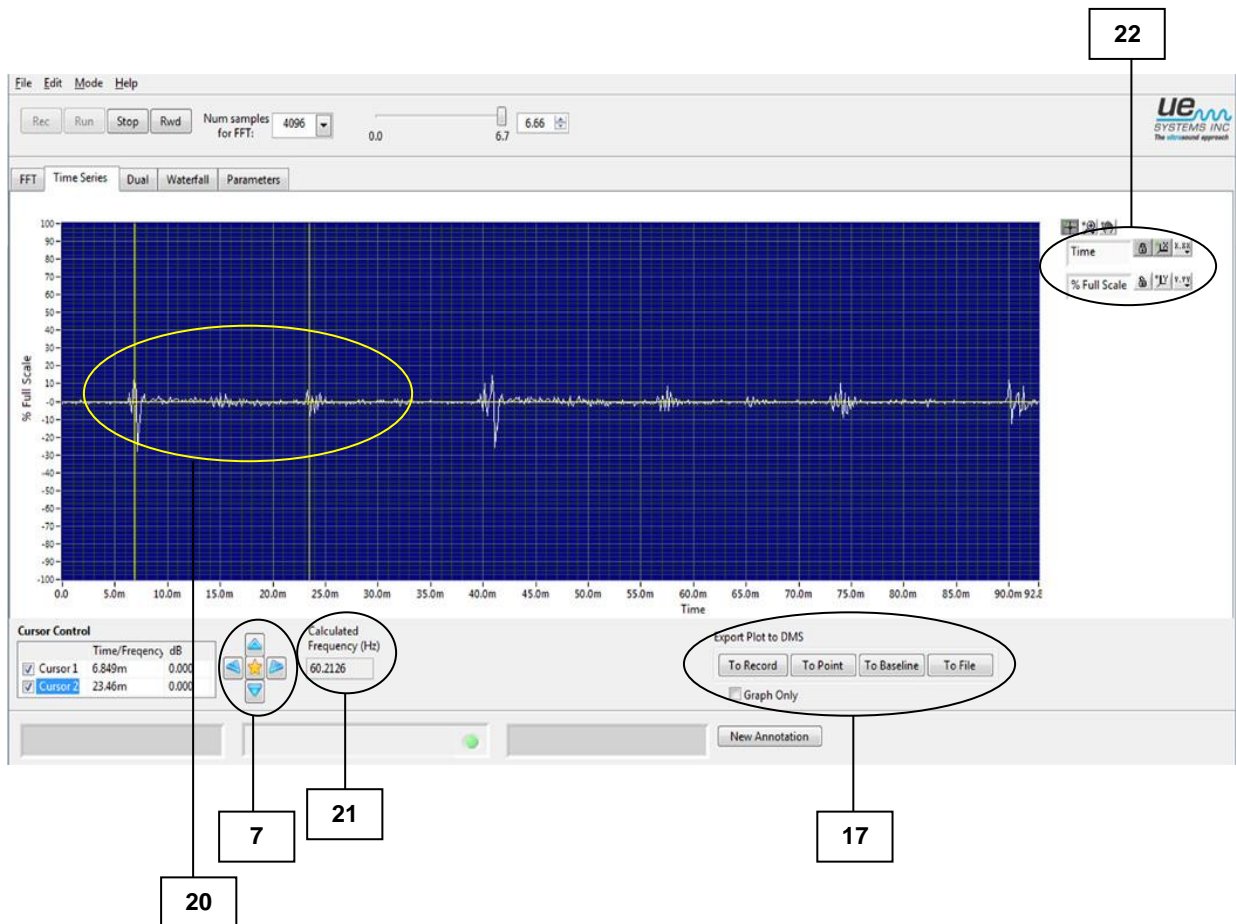 22
File Edit Mode Help
Rec Run Stop Rwd
Num samples
for FFT:
4096
0.0
6.7
6.66
ue
SYSTEMS INC
The ultrasound approach
FFT Time Series Dual Waterfall Parameters
100
90
80
70
60
50
40
30
20
10
-0
-10
-20
-30
-40
-50
-60
-70
-80
-90
-100
% Full Scale
0.0 5.0m 10.0m 15.0m 20.0m 25.0m 30.0m 35.0m 40.0m 45.0m 50.0m 55.0m 60.0m 65.0m 70.0m 75.0m 80.0m 85.0m 90.0m 92.8
Time
Time
% Full Scale
Cursor Control
Time/Freqency dB
Cursor 1 6.849m 0.000
Cursor 2 23.46m 0.000
Calculated
Frequency (Hz)
60.2126
Export Plot to DMS
To Record To Point To Baseline To File
Graph Only
New Annotation
7
21
17
20